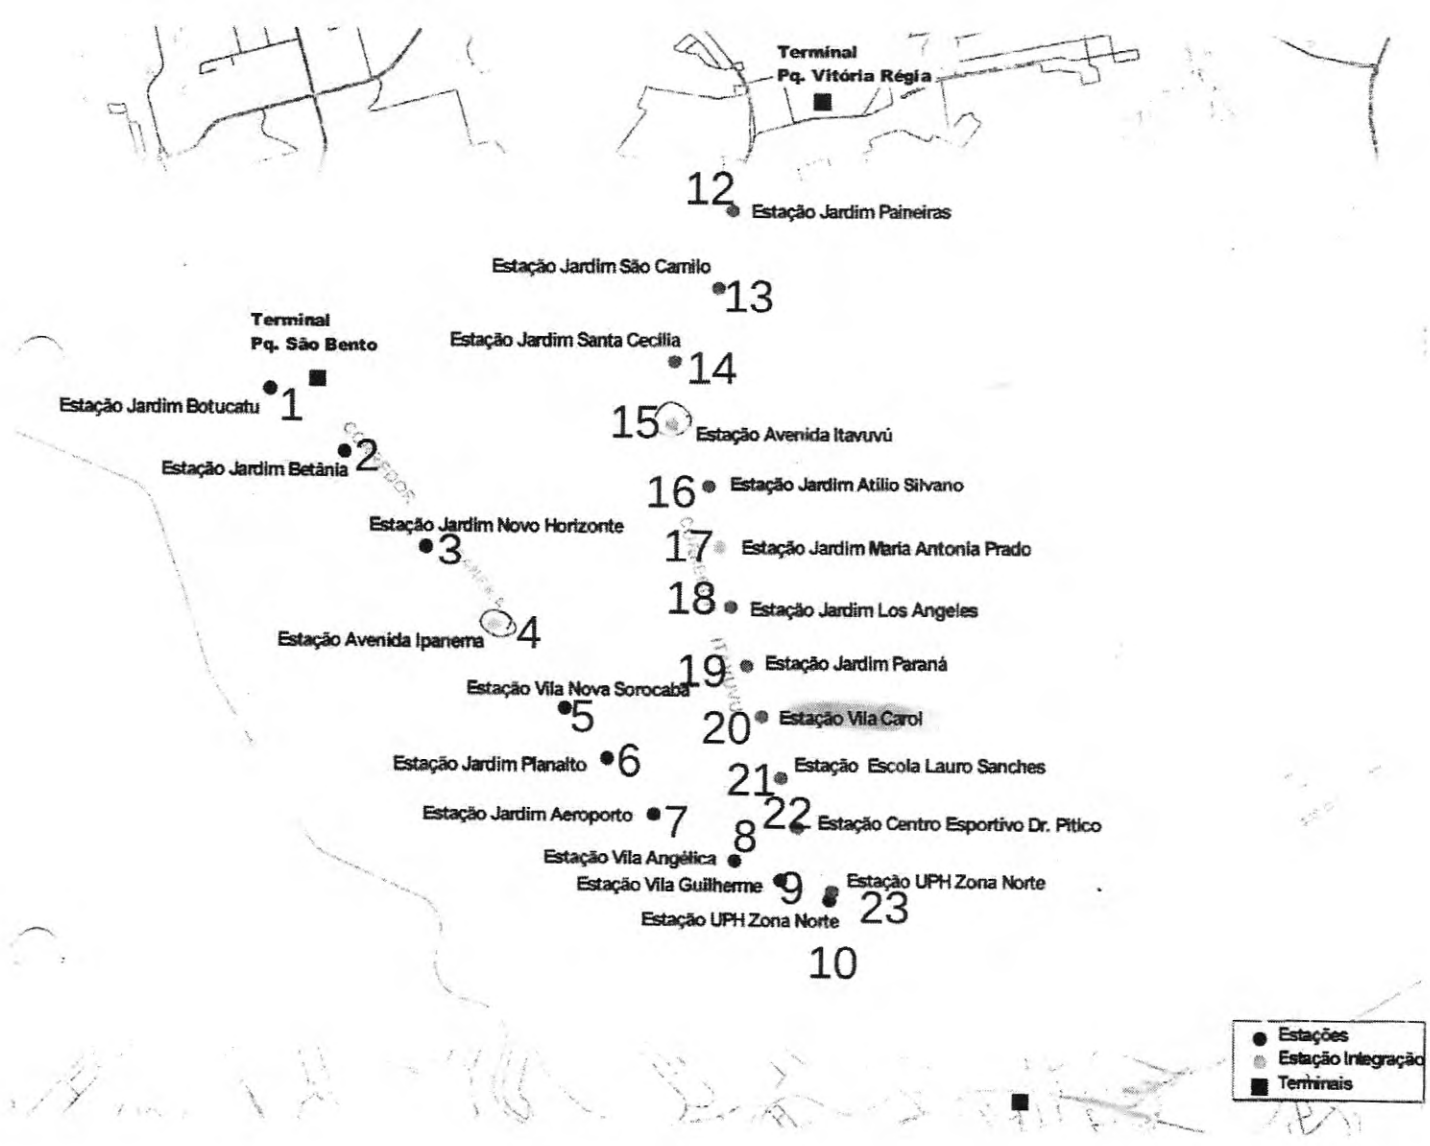 Terminal
Pq. Vitória Régia
12
Estação Jardim Paineiras
Estação Jardim São Camilo
13
Terminal
Pq. São Bento
Estação Jardim Santa Cecília
14
Estação Jardim Botucatu
1
15
Estação Avenida Itavuvú
CORREDOR
Estação Jardim Betânia
2
16
Estação Jardim Atílio Silvano
Estação Jardim Novo Horizonte
3
17
Estação Jardim Maria Antonia Prado
18
Estação Jardim Los Angeles
Estação Avenida Ipanema
4
ITAVUVU
19
Estação Jardim Paraná
Estação Vila Nova Sorocaba
5
20
Estação Vila Carol
Estação Jardim Planalto
6
21
Estação Escola Lauro Sanches
Estação Jardim Aeroporto
7
22
Estação Centro Esportivo Dr. Pitico
8
Estação Vila Angélica
Estação Vila Guilherme
9
Estação UPH Zona Norte
23
Estação UPH Zona Norte
10
Estações
Estação Integração
Terminais